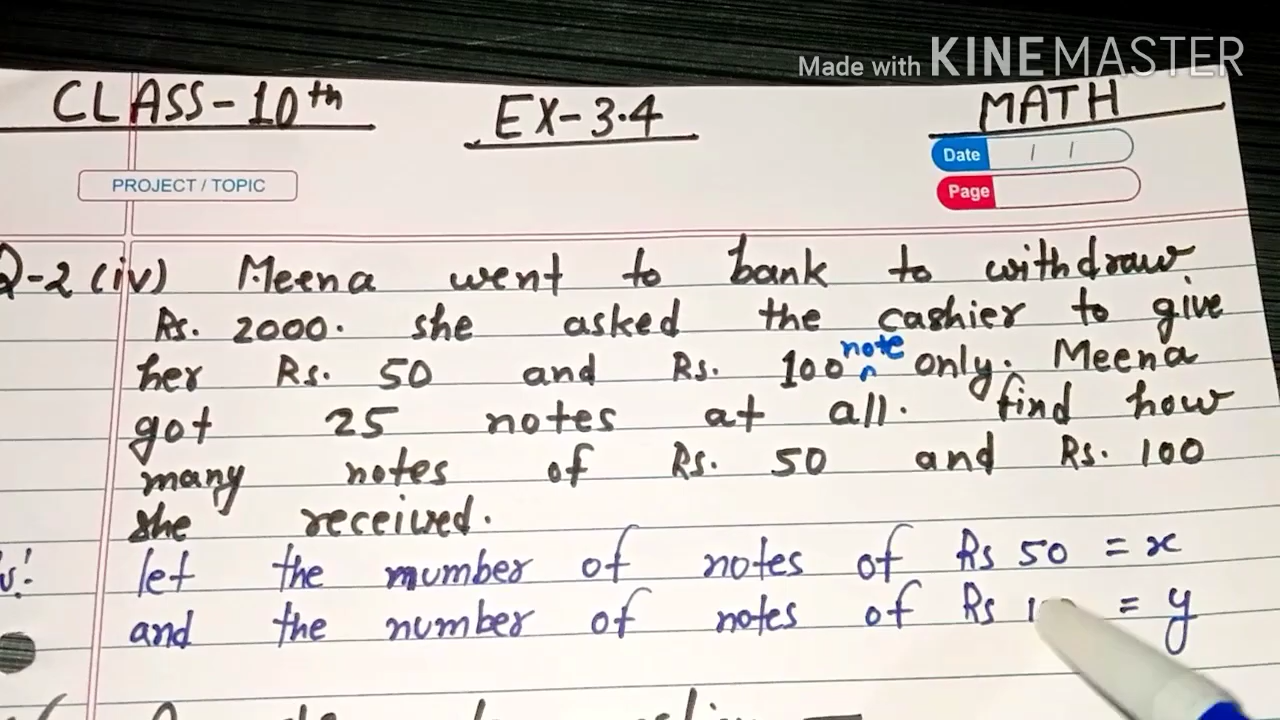 Made with KINEMASTER
CLASS-10th EX-3.4 MATH
Date
PROJECT / TOPIC
Page
Q-2 (iv) Meena went to bank to withdraw
Rs. 2000. she asked the cashier to give
her Rs. 50 and Rs. 100 note only. Meena
got 25 notes at all. find how
many notes of Rs. 50 and Rs. 100
she received.
let the number of notes of Rs 50 = x
and the number of notes of Rs = y